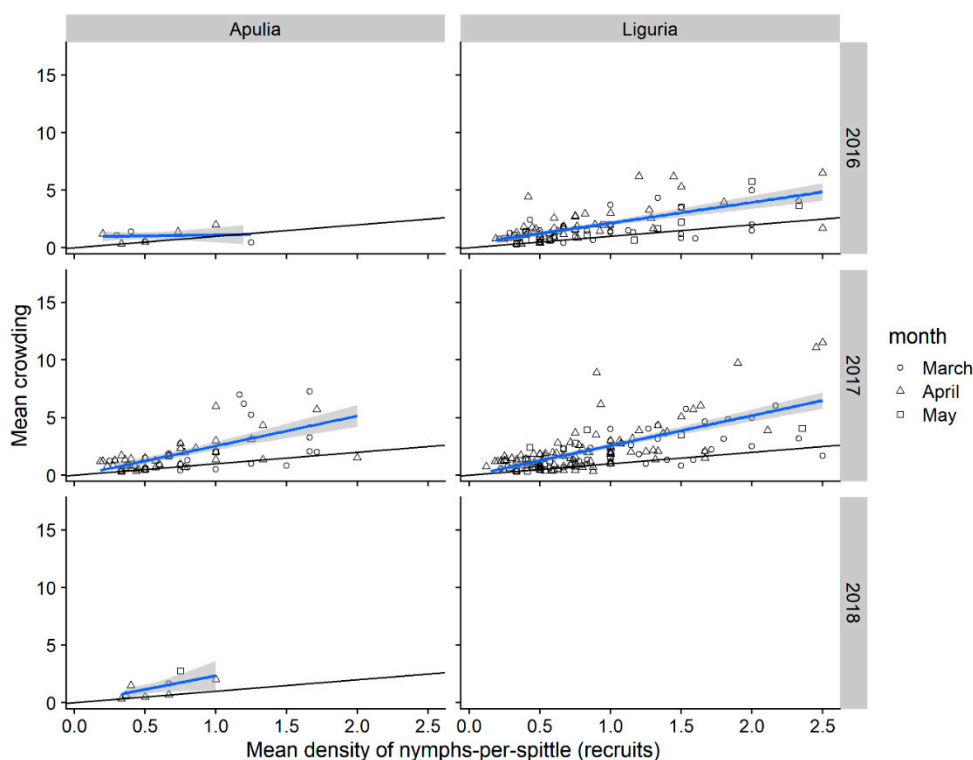 Apulia
Liguria
15
10
5
0
2016
Mean crowding
15
10
5
0
2017
month
March
April
May
15
10
5
0
2018
0.0 0.5 1.0 1.5 2.0 2.5
0.0 0.5 1.0 1.5 2.0 2.5
Mean density of nymphs-per-spittle (recruits)